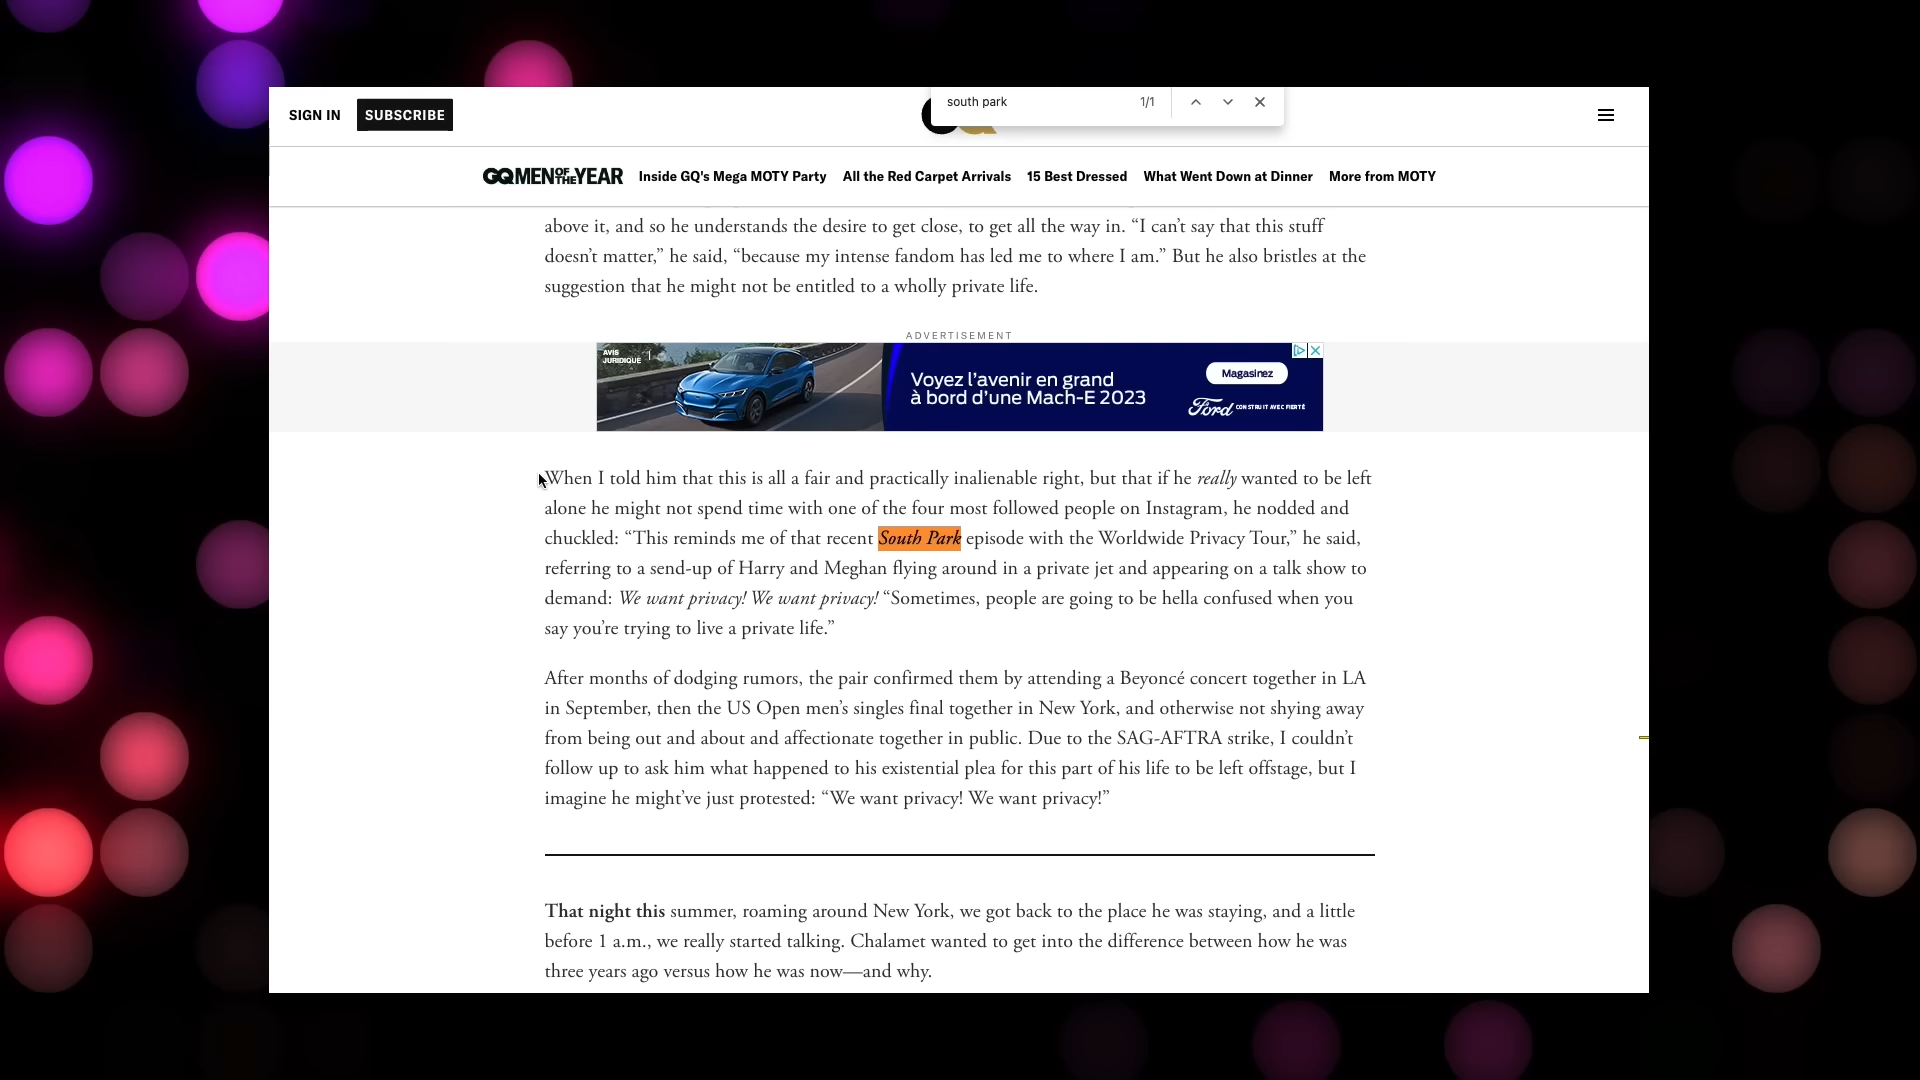 south park 1/1
SIGN IN SUBSCRIBE
GQ MEN OF THE YEAR Inside GQ's Mega MOTY Party All the Red Carpet Arrivals 15 Best Dressed What Went Down at Dinner More from MOTY
above it, and so he understands the desire to get close, to get all the way in. “I can’t say that this stuff
doesn’t matter,” he said, “because my intense fandom has led me to where I am.” But he also bristles at the
suggestion that he might not be entitled to a wholly private life.
ADVERTISEMENT
AVIS
JURIDIQUE
Voyez l’avenir en grand
à bord d’une Mach-E 2023
Magasinez
Ford CONSTRUIT AVEC FIERTÉ
When I told him that this is all a fair and practically inalienable right, but that if he really wanted to be left
alone he might not spend time with one of the four most followed people on Instagram, he nodded and
chuckled: “This reminds me of that recent South Park episode with the Worldwide Privacy Tour,” he said,
referring to a send-up of Harry and Meghan flying around in a private jet and appearing on a talk show to
demand: We want privacy! We want privacy! “Sometimes, people are going to be hella confused when you
say you’re trying to live a private life.”
After months of dodging rumors, the pair confirmed them by attending a Beyoncé concert together in LA
in September, then the US Open men’s singles final together in New York, and otherwise not shying away
from being out and about and affectionate together in public. Due to the SAG-AFTRA strike, I couldn’t
follow up to ask him what happened to his existential plea for this part of his life to be left offstage, but I
imagine he might’ve just protested: “We want privacy! We want privacy!”
That night this summer, roaming around New York, we got back to the place he was staying, and a little
before 1 a.m., we really started talking. Chalamet wanted to get into the difference between how he was
three years ago versus how he was now—and why.